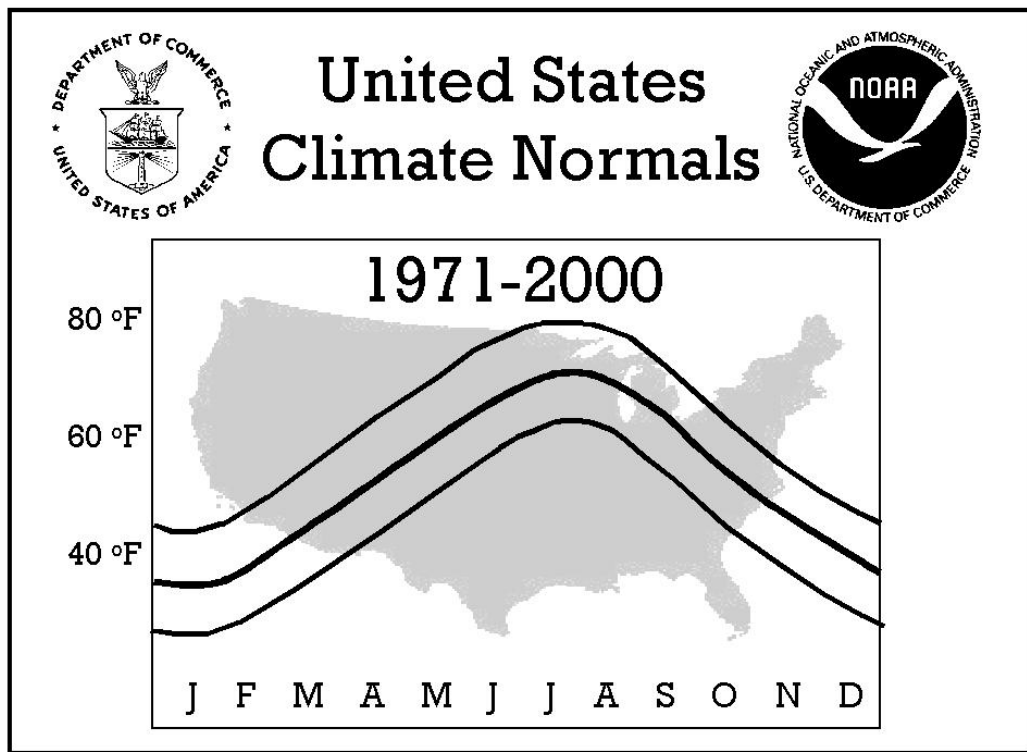 DEPARTMENT OF COMMERCE
UNITED STATES OF AMERICA
United States
Climate Normals
NATIONAL OCEANIC AND ATMOSPHERIC ADMINISTRATION
NOAA
U.S. DEPARTMENT OF COMMERCE
1971-2000
80 °F
60 °F
40 °F
J F M A M J J A S O N D